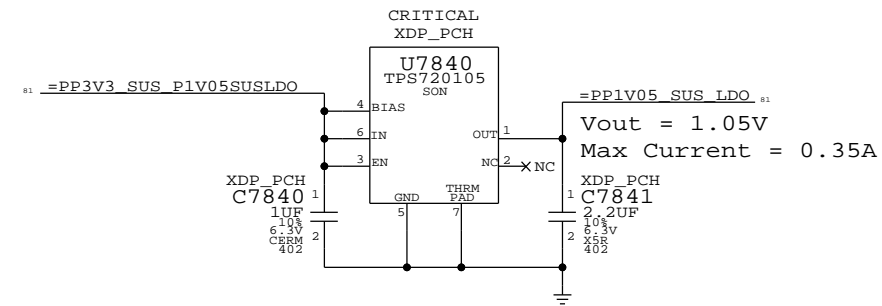 CRITICAL
XDP_PCH
U7840
TPS720105
SON
81 =PP3V3_SUS_P1V05SUSLDO
=PP1V05_SUS_LDO 81
4 BIAS
6 IN
OUT 1
3 EN
NC 2 NC
Vout = 1.05V
Max Current = 0.35A
GND
THRM
PAD
5
7
XDP_PCH
C7840 1
1UF
10%
6.3V
CERM 2
402
XDP_PCH
1 C7841
2.2UF
10%
6.3V
2 X5R
402